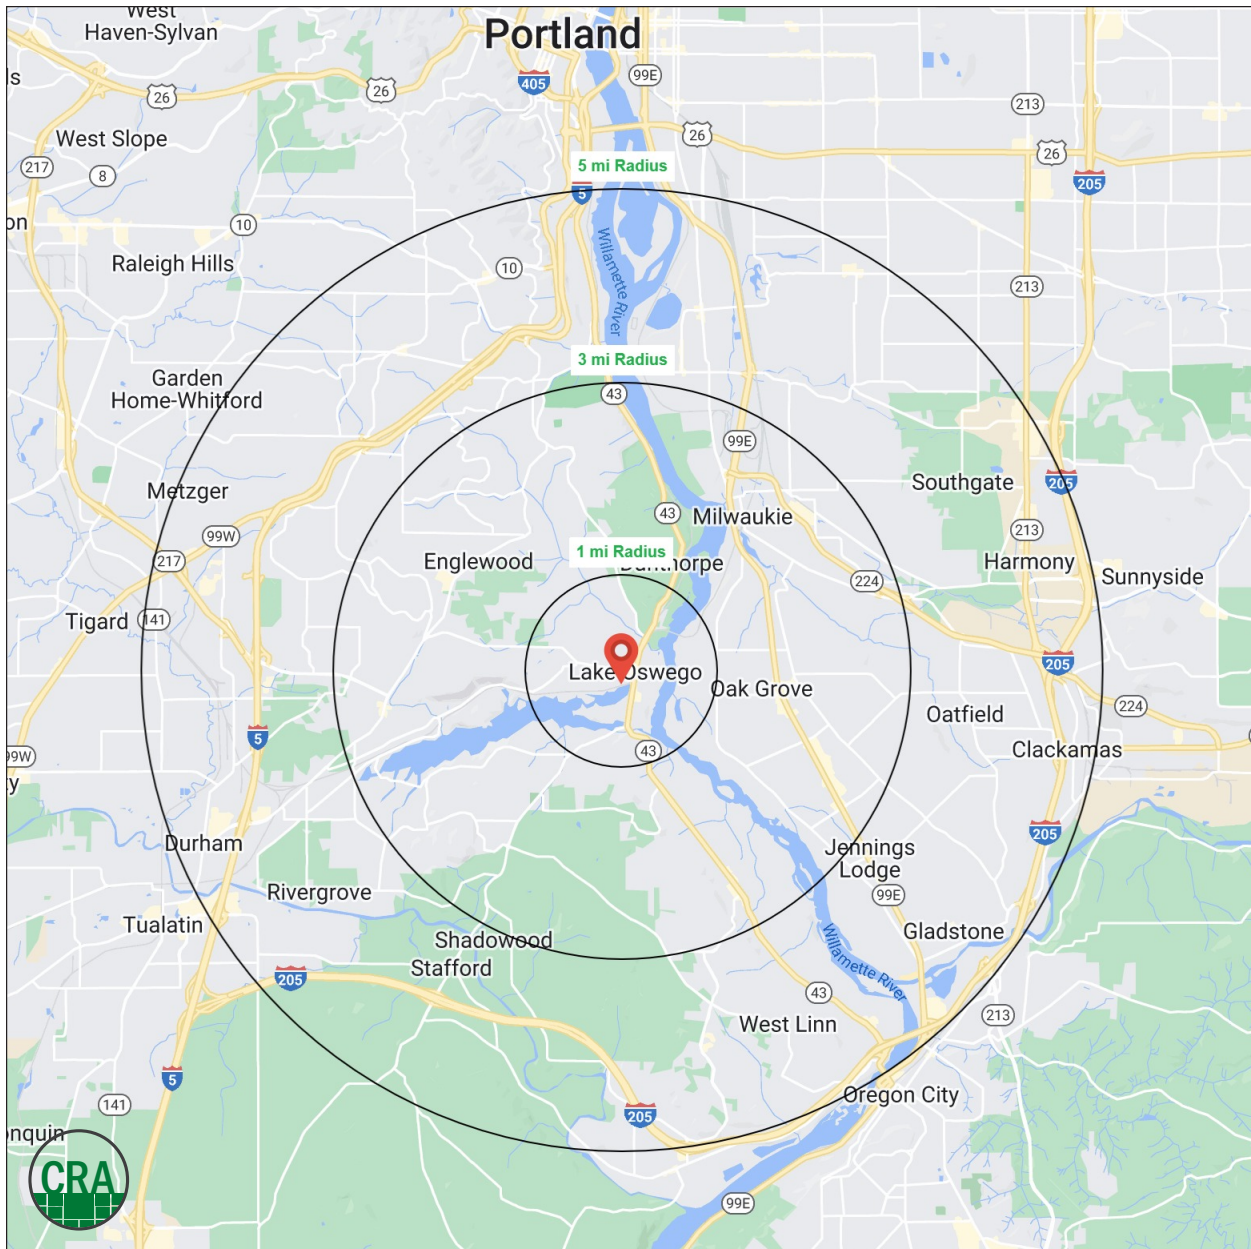 West
Haven-Sylvan
Portland
26
26
405
99E
213
West Slope
26
26
217
8
5 mi Radius
205
5
10
Raleigh Hills
10
Willamette River
213
3 mi Radius
Garden
Home-Whitford
43
99E
Metzger
Southgate
205
43
Milwaukie
99W
213
1 mi Radius
217
Englewood
Dunthorpe
Harmony
Sunnyside
224
Tigard
141
205
Lake Oswego
Oak Grove
224
Oatfield
5
43
Clackamas
99W
205
Durham
Jennings
Lodge
Rivergrove
99E
Tualatin
Gladstone
Shadowood
Stafford
Willamette River
205
43
213
West Linn
5
Oregon City
141
205
CRA
99E